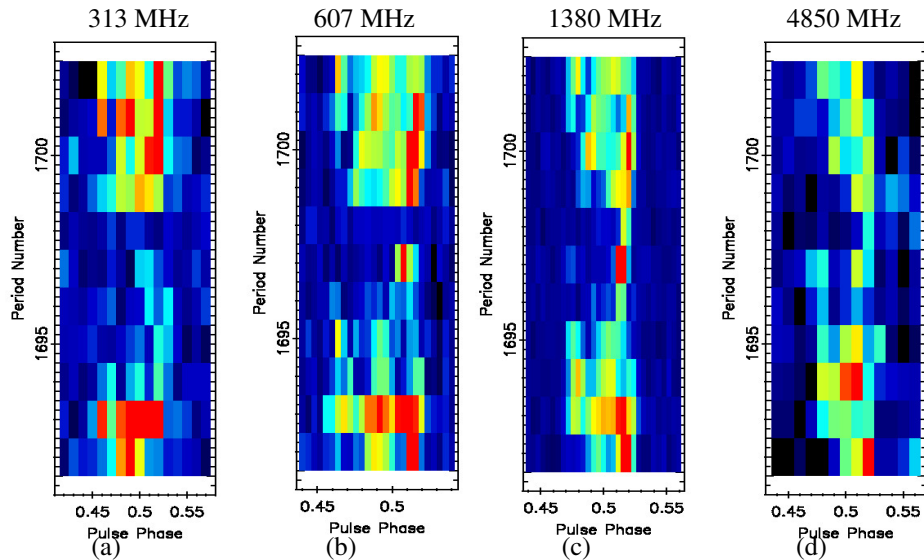 313 MHz 607 MHz 1380 MHz 4850 MHz
Period Number
1700
1695
0.45 0.5 0.55
Pulse Phase
(a)
Period Number
1700
1695
0.45 0.5
Pulse Phase
(b)
Period Number
1700
1695
0.45 0.5 0.55
Pulse Phase
(c)
Period Number
1700
1695
0.45 0.5 0.55
Pulse Phase
(d)